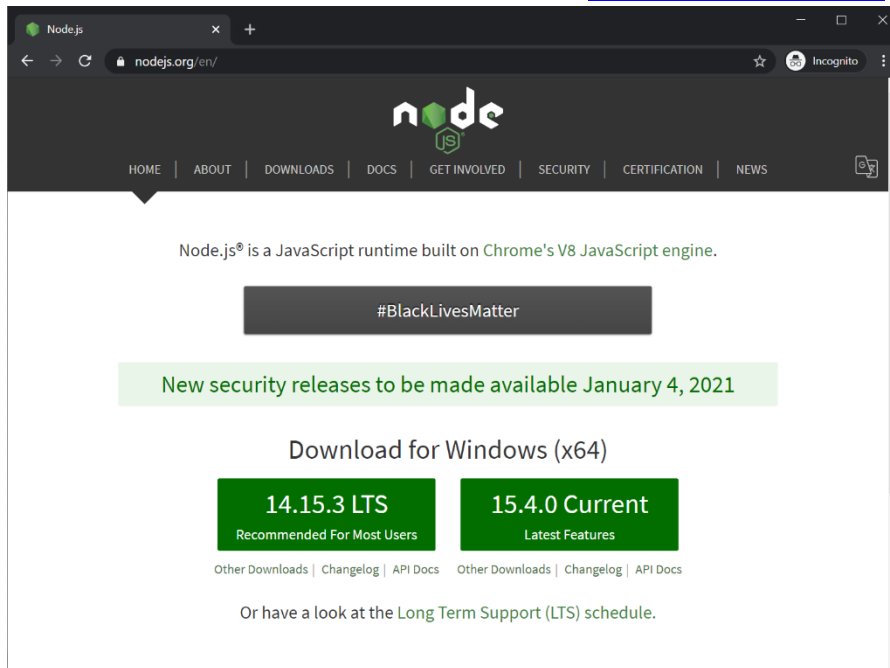 Node.js
nodejs.org/en/
Incognito
node
JS
HOME | ABOUT | DOWNLOADS | DOCS | GET INVOLVED | SECURITY | CERTIFICATION | NEWS
Node.js® is a JavaScript runtime built on Chrome's V8 JavaScript engine.
#BlackLivesMatter
New security releases to be made available January 4, 2021
Download for Windows (x64)
14.15.3 LTS 15.4.0 Current
Recommended For Most Users Latest Features
Other Downloads | Changelog | API Docs Other Downloads | Changelog | API Docs
Or have a look at the Long Term Support (LTS) schedule.